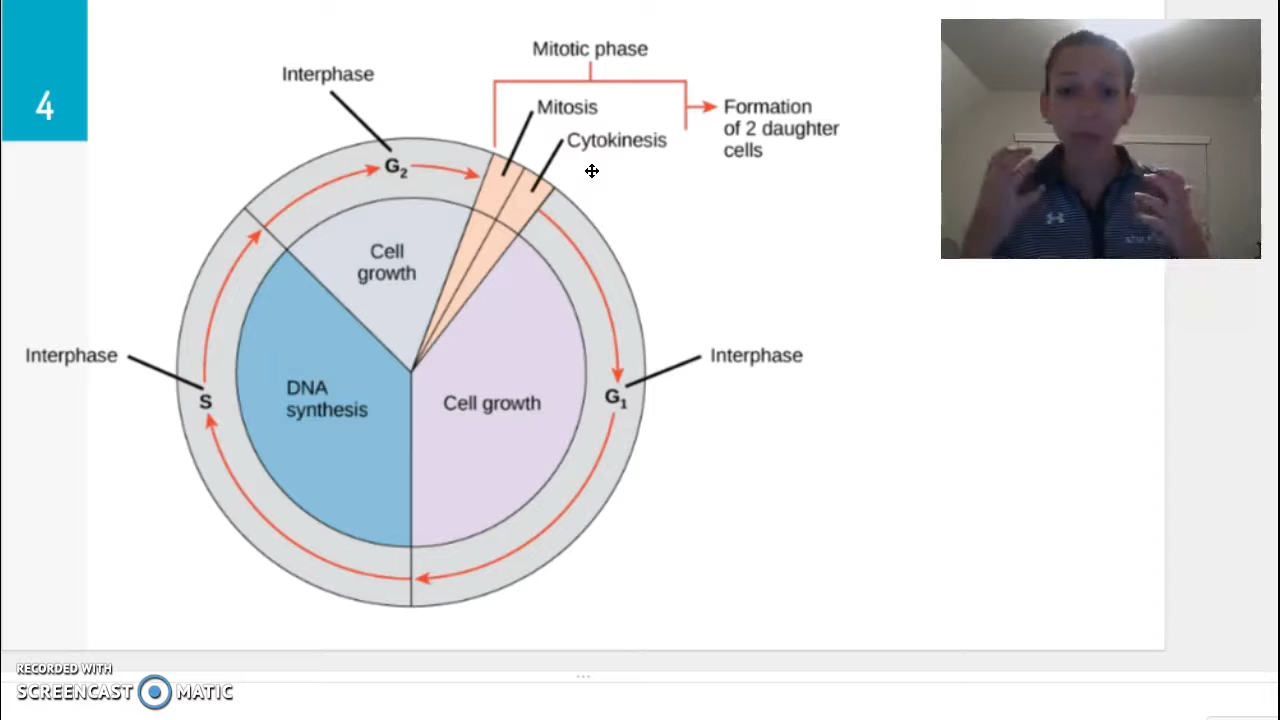 4
Mitotic phase
Interphase
Mitosis
Formation
of 2 daughter
cells
Cytokinesis
G2
Cell
growth
Interphase
Interphase
DNA
synthesis
S
Cell growth
G1
RECORDED WITH
SCREENCAST MATIC